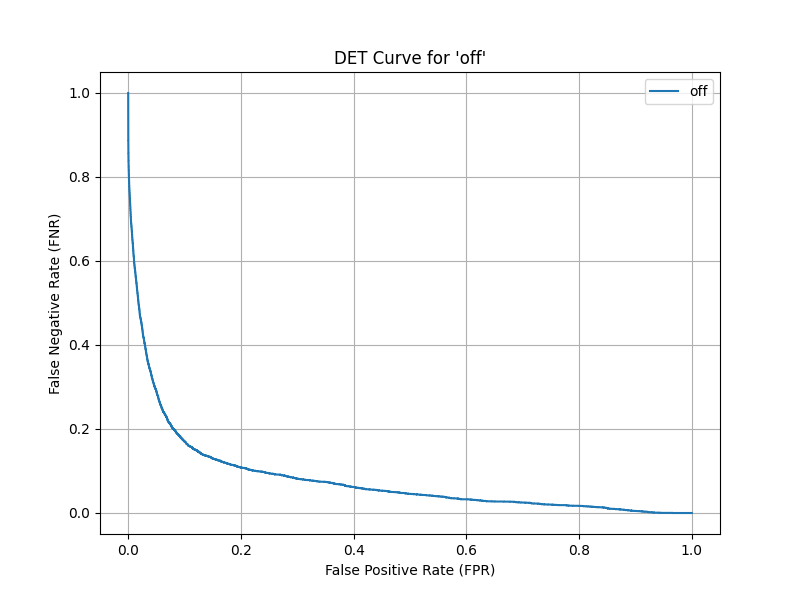 DET Curve for 'off'
off
1.0
0.8
0.6
0.4
0.2
0.0
False Negative Rate (FNR)
0.0 0.2 0.4 0.6 0.8 1.0
False Positive Rate (FPR)